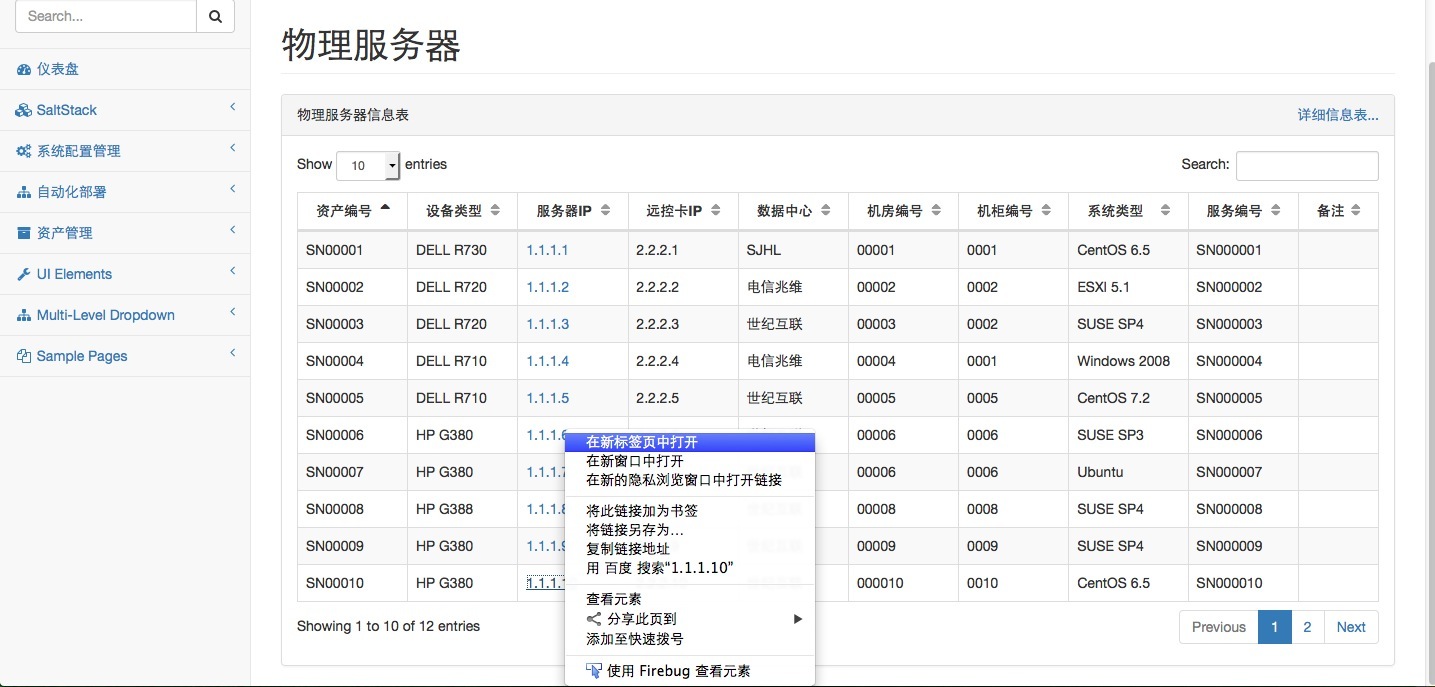 Search...
仪表盘
SaltStack
系统配置管理
自动化部署
资产管理
UI Elements
Multi-Level Dropdown
Sample Pages
物理服务器
物理服务器信息表 详细信息表...
Show 10 entries Search:
资产编号 设备类型 服务器IP 远控卡IP 数据中心 机房编号 机柜编号 系统类型 服务编号 备注
SN00001 DELL R730 1.1.1.1 2.2.2.1 SJHL 00001 0001 CentOS 6.5 SN000001
SN00002 DELL R720 1.1.1.2 2.2.2.2 电信兆维 00002 0002 ESXI 5.1 SN000002
SN00003 DELL R720 1.1.1.3 2.2.2.3 世纪互联 00003 0002 SUSE SP4 SN000003
SN00004 DELL R710 1.1.1.4 2.2.2.4 电信兆维 00004 0001 Windows 2008 SN000004
SN00005 DELL R710 1.1.1.5 2.2.2.5 世纪互联 00005 0005 CentOS 7.2 SN000005
SN00006 HP G380 1.1.1.6 00006 0006 SUSE SP3 SN000006
SN00007 HP G380 1.1.1.7 00006 0006 Ubuntu SN000007
SN00008 HP G388 1.1.1.8 00008 0008 SUSE SP4 SN000008
SN00009 HP G380 1.1.1.9 00009 0009 SUSE SP4 SN000009
SN00010 HP G380 1.1.1.1 000010 0010 CentOS 6.5 SN000010
Showing 1 to 10 of 12 entries Previous 1 2 Next
在新标签页中打开
在新窗口中打开
在新的隐私浏览窗口中打开链接
将此链接加为书签
将链接另存为...
复制链接地址
用 百度 搜索“1.1.1.10”
查看元素
分享此页到
添加至快速拨号
使用 Firebug 查看元素